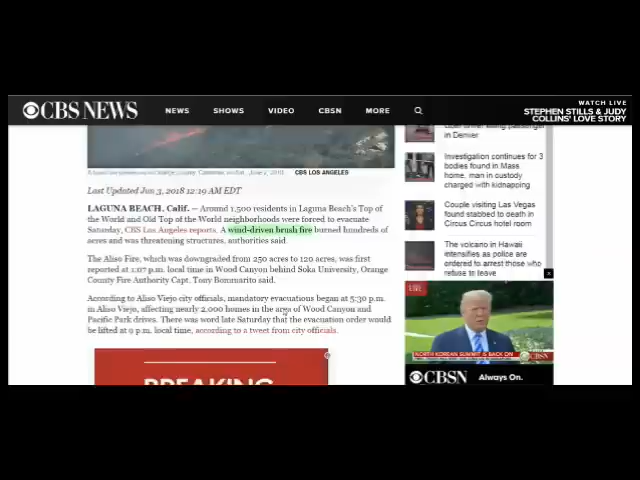 WATCH LIVE
STEPHEN STILLS & JUDY
COLLINS' LOVE STORY
CBS NEWS
NEWS
SHOWS
VIDEO
CBSN
MORE
CBS LOS ANGELES
Last Updated Jun 3, 2018 12:19 AM EDT
LAGUNA BEACH, Calif. — Around 1,500 residents in Laguna Beach's Top of
the World and Old Top of the World neighborhoods were forced to evacuate
Saturday, CBS Los Angeles reports. A wind-driven brush fire burned hundreds of
acres and was threatening structures, authorities said
The Aliso Fire, which was downgraded from 250 acres to 120 acres, was first
reported at 1:17 p.m. local time in Wood Canyon behind Soka University, Orange
County Fire Authority Capt. Tony Bommarito said.
According to Aliso Viejo city officials, mandatory evacuations began at 5:30 p.m.
in Aliso Viejo, affecting nearly 2,000 homes in the area of Wood Canyon and
Pacific Park drives. There was word late Saturday that the evacuation order would
be lifted at 9 p.m. local time, according to a tweet from city officials.
BREAKING
in Denver
Investigation continues for 3
bodies found in Mass
home, man in custody
charged with kidnapping
Couple visiting Las Vegas
found stabbed to death in
Circus Circus hotel room
The volcano in Hawaii
intensifies as police are
ordered to arrest those who
refuse to leave
LIVE
NORTH KOREAN SUMMIT IS BACK ON
CBSN
CBSN
Always On.